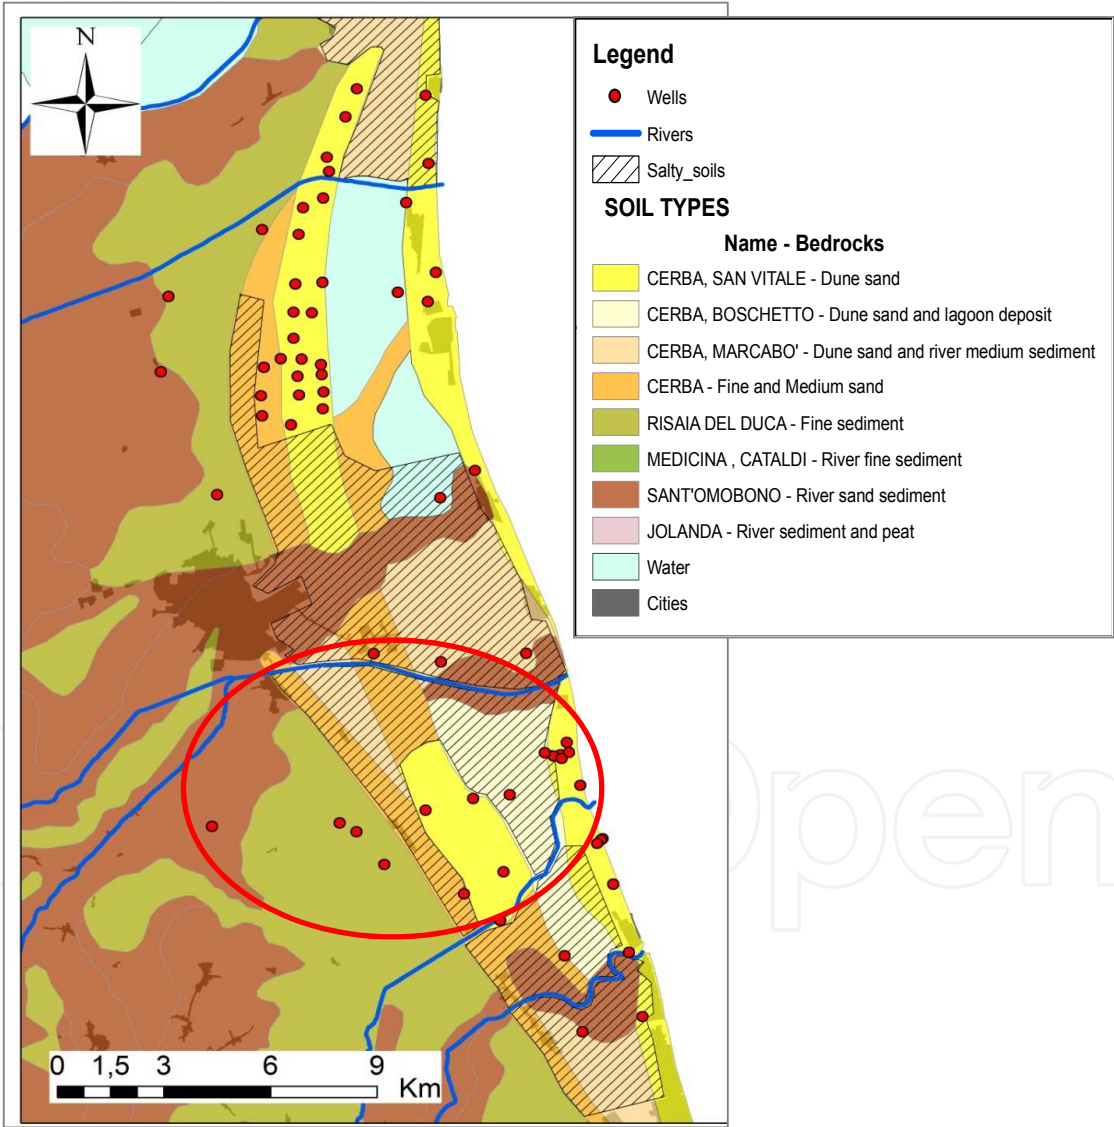 N
Legend
Wells
Rivers
Salty_soils
SOIL TYPES
Name - Bedrocks
CERBA, SAN VITALE - Dune sand
CERBA, BOSCHETTO - Dune sand and lagoon deposit
CERBA, MARCABO' - Dune sand and river medium sediment
CERBA - Fine and Medium sand
RISAIA DEL DUCA - Fine sediment
MEDICINA , CATALDI - River fine sediment
SANT'OMOBONO - River sand sediment
JOLANDA - River sediment and peat
Water
Cities
Open
0 1,5 3 6 9
Km